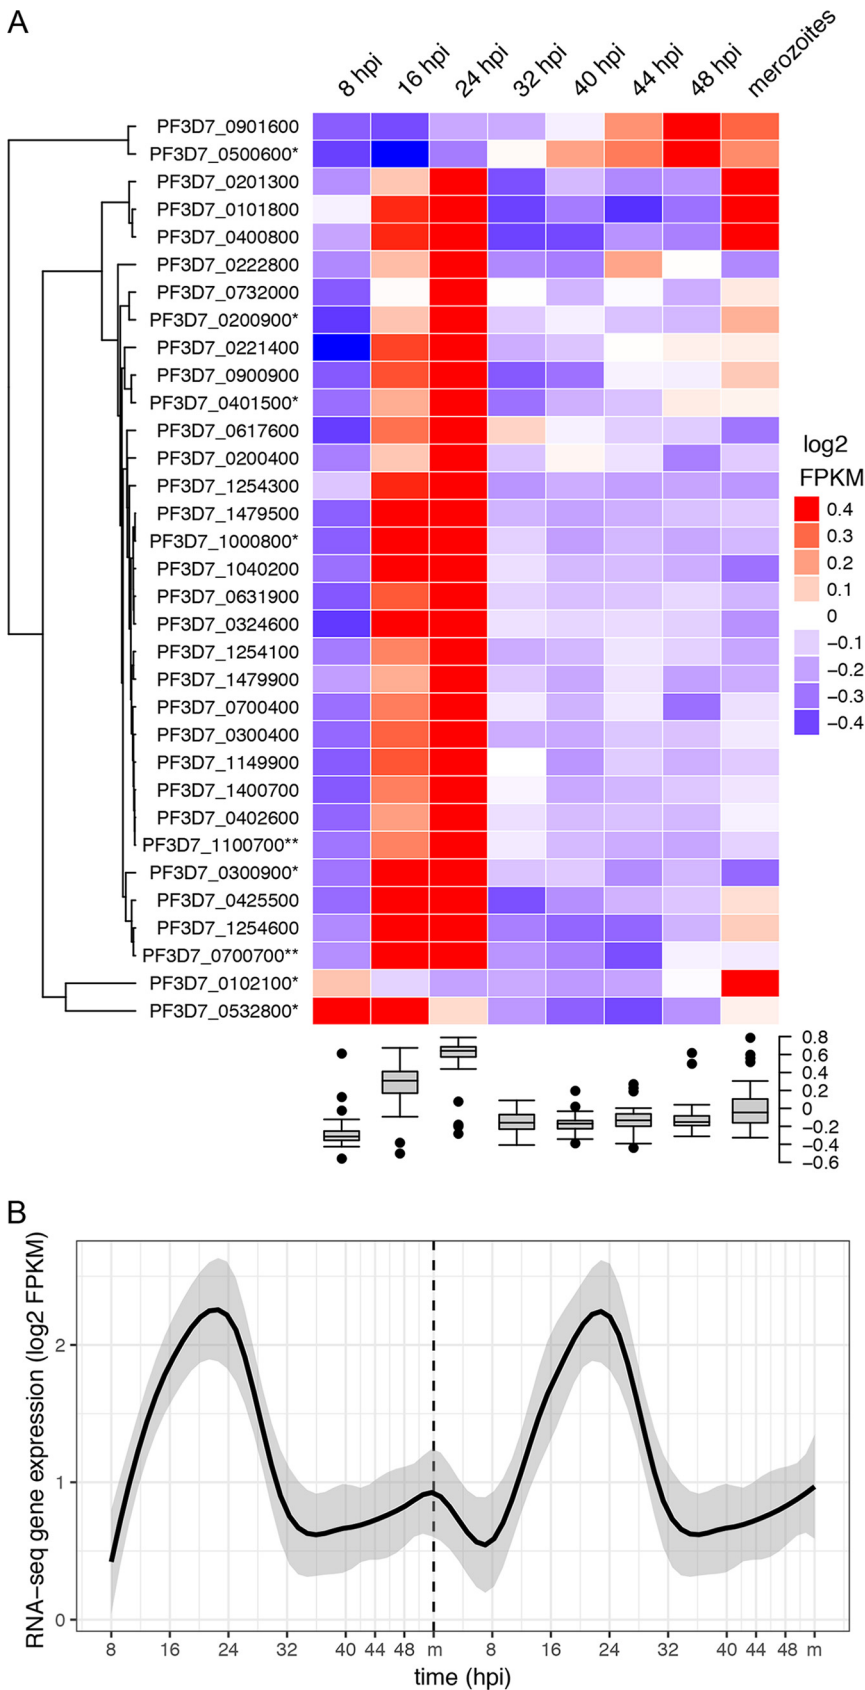 A
8 hpi 16 hpi 24 hpi 32 hpi 40 hpi 44 hpi 48 hpi merozoites
PF3D7_0901600
PF3D7_0500600*
PF3D7_0201300
PF3D7_0101800
PF3D7_0400800
PF3D7_0222800
PF3D7_0732000
PF3D7_0200900*
PF3D7_0221400
PF3D7_0900900
PF3D7_0401500*
PF3D7_0617600
PF3D7_0200400
PF3D7_1254300
PF3D7_1479500
PF3D7_1000800*
PF3D7_1040200
PF3D7_0631900
PF3D7_0324600
PF3D7_1254100
PF3D7_1479900
PF3D7_0700400
PF3D7_0300400
PF3D7_1149900
PF3D7_1400700
PF3D7_0402600
PF3D7_1100700**
PF3D7_0300900*
PF3D7_0425500
PF3D7_1254600
PF3D7_0700700**
PF3D7_0102100*
PF3D7_0532800*
log2
FPKM
0.4
0.3
0.2
0.1
0
−0.1
−0.2
−0.3
−0.4
0.8
0.6
0.4
0.2
0
−0.2
−0.4
−0.6
B
RNA−seq gene expression (log2 FPKM)
2
1
0
8 16 24 32 40 44 48 m 8 16 24 32 40 44 48 m
time (hpi)